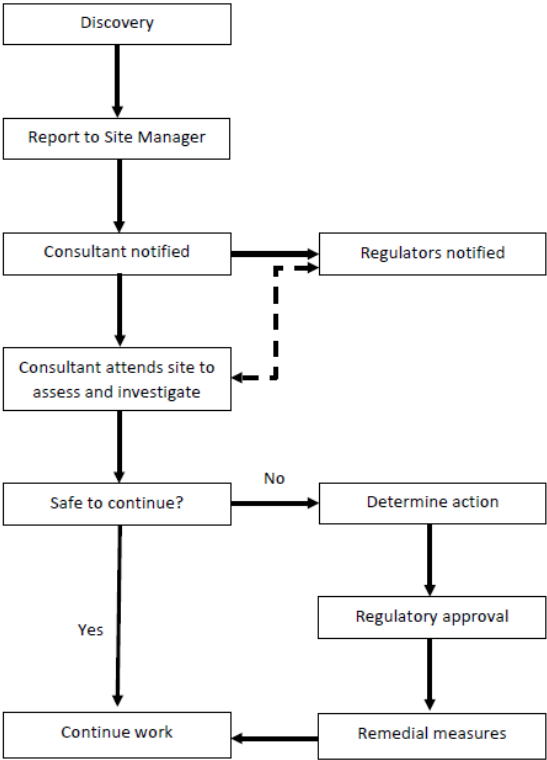 Discovery
Report to Site Manager
Consultant notified
Regulators notified
Consultant attends site to
assess and investigate
Safe to continue?
No
Determine action
Regulatory approval
Yes
Continue work
Remedial measures